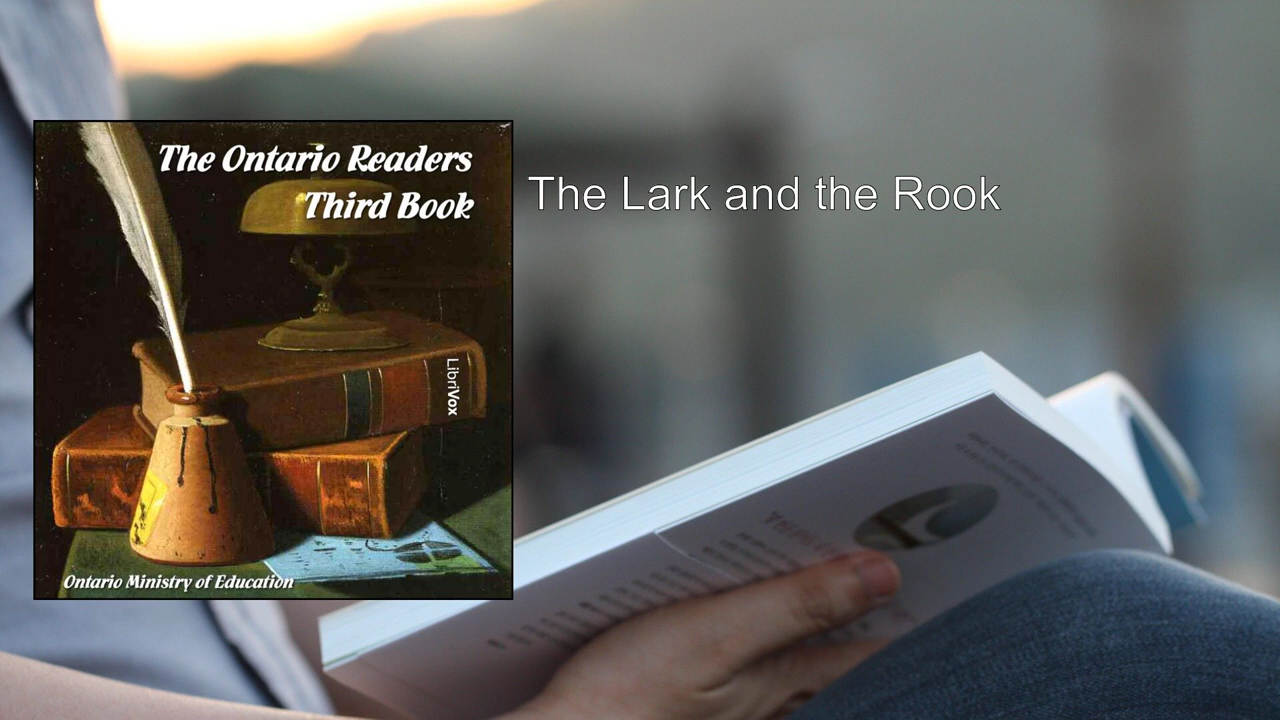 The Ontario Readers
Third Book
LibriVox
Ontario Ministry of Education
The Lark and the Rook